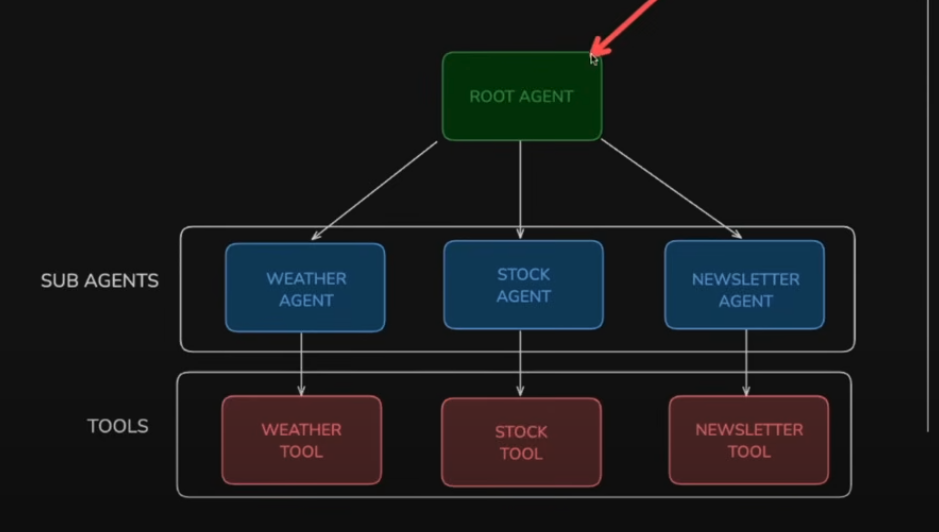 ROOT AGENT
SUB AGENTS
WEATHER
AGENT
STOCK
AGENT
NEWSLETTER
AGENT
TOOLS
WEATHER
TOOL
STOCK
TOOL
NEWSLETTER
TOOL